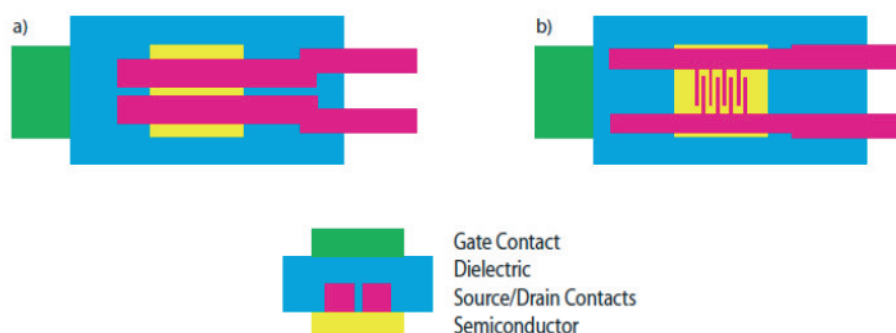 a)
b)
Gate Contact
Dielectric
Source/Drain Contacts
Semiconductor